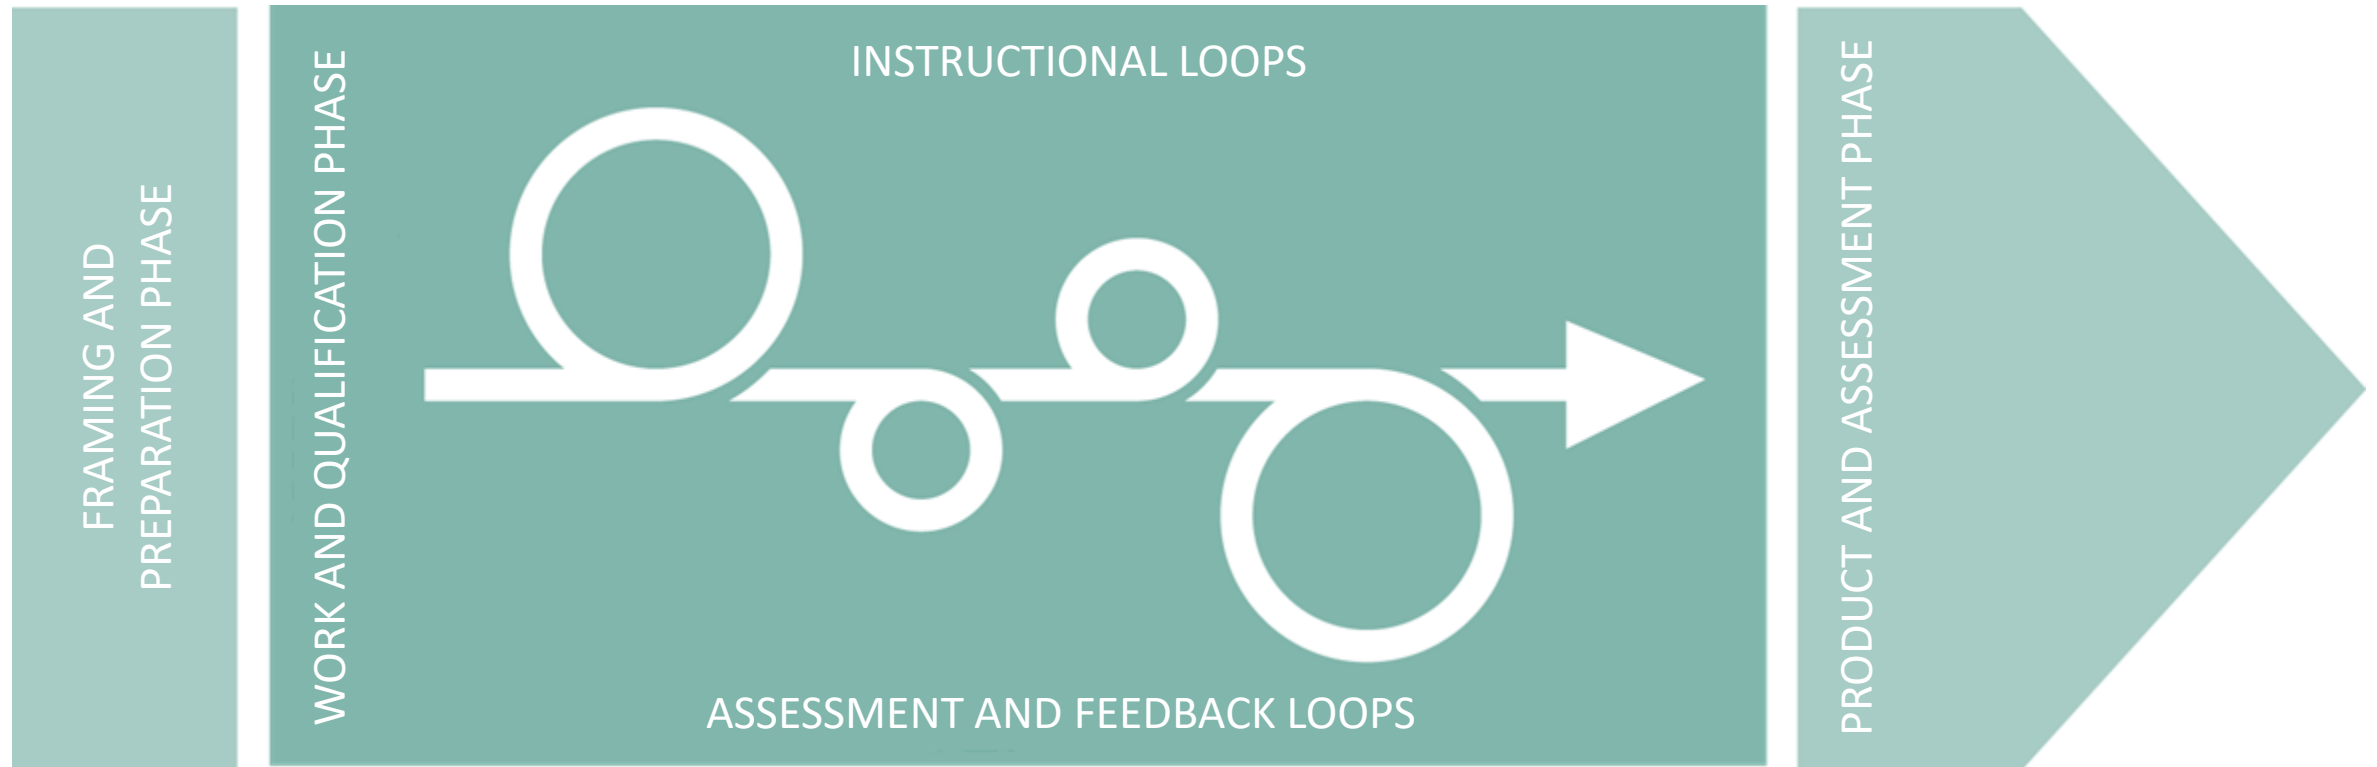 FRAMING AND
PREPARATION PHASE
WORK AND QUALIFICATION PHASE
INSTRUCTIONAL LOOPS
ASSESSMENT AND FEEDBACK LOOPS
PRODUCT AND ASSESSMENT PHASE